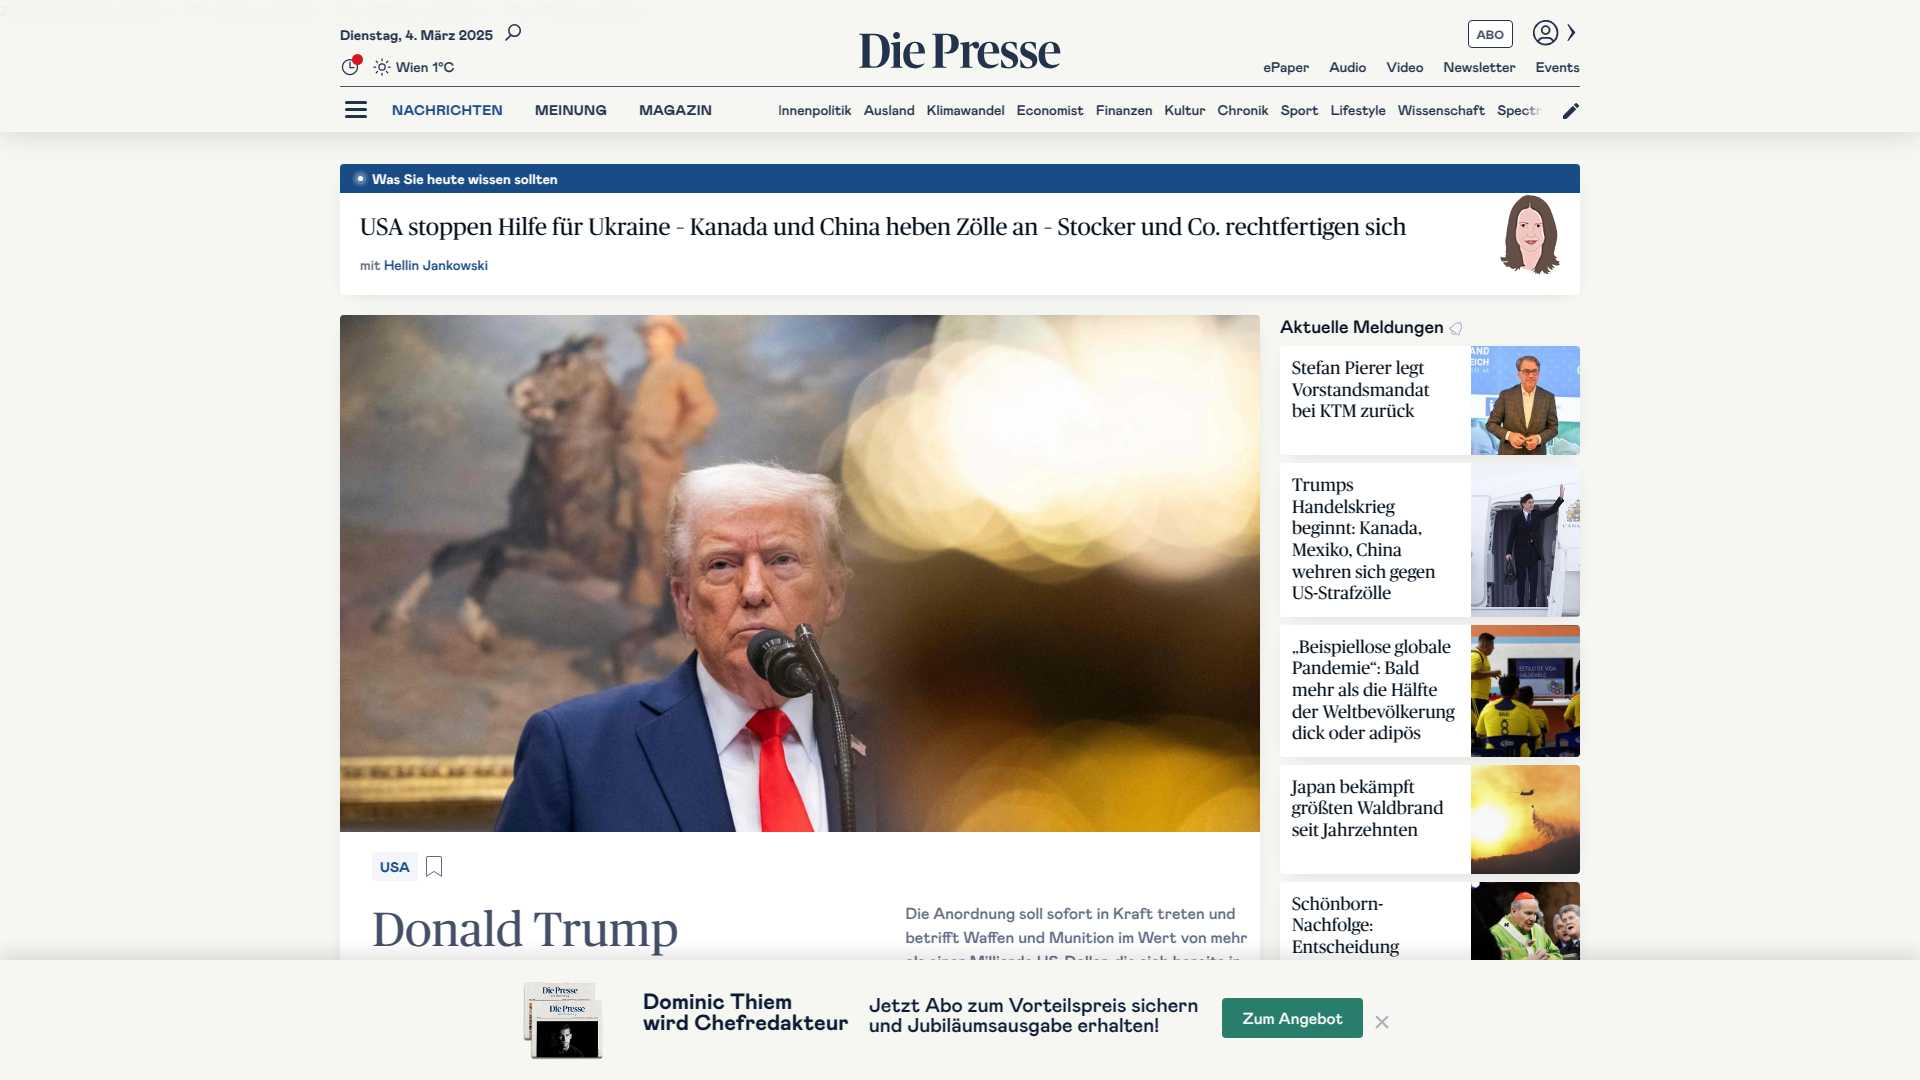 Dienstag, 4. März 2025
Wien 1°C
Die Presse
ABO
ePaper Audio Video Newsletter Events
NACHRICHTEN MEINUNG MAGAZIN
Innenpolitik Ausland Klimawandel Economist Finanzen Kultur Chronik Sport Lifestyle Wissenschaft
Was Sie heute wissen sollten
USA stoppen Hilfe für Ukraine - Kanada und China heben Zölle an - Stocker und Co. rechtfertigen sich
mit Hellin Jankowski
USA
Donald Trump
Die Anordnung soll sofort in Kraft treten und
betrifft Waffen und Munition im Wert von mehr
Aktuelle Meldungen
Stefan Pierer legt
Vorstandsmandat
bei KTM zurück
Trumps
Handelskrieg
beginnt: Kanada,
Mexiko, China
wehren sich gegen
US-Strafzölle
„Beispiellose globale
Pandemie“: Bald
mehr als die Hälfte
der Weltbevölkerung
dick oder adipös
Japan bekämpft
größten Waldbrand
seit Jahrzehnten
Schönborn-
Nachfolge:
Entscheidung
Die Presse
Die Presse
Dominic Thiem
wird Chefredakteur
Jetzt Abo zum Vorteilspreis sichern
und Jubiläumsausgabe erhalten!
Zum Angebot